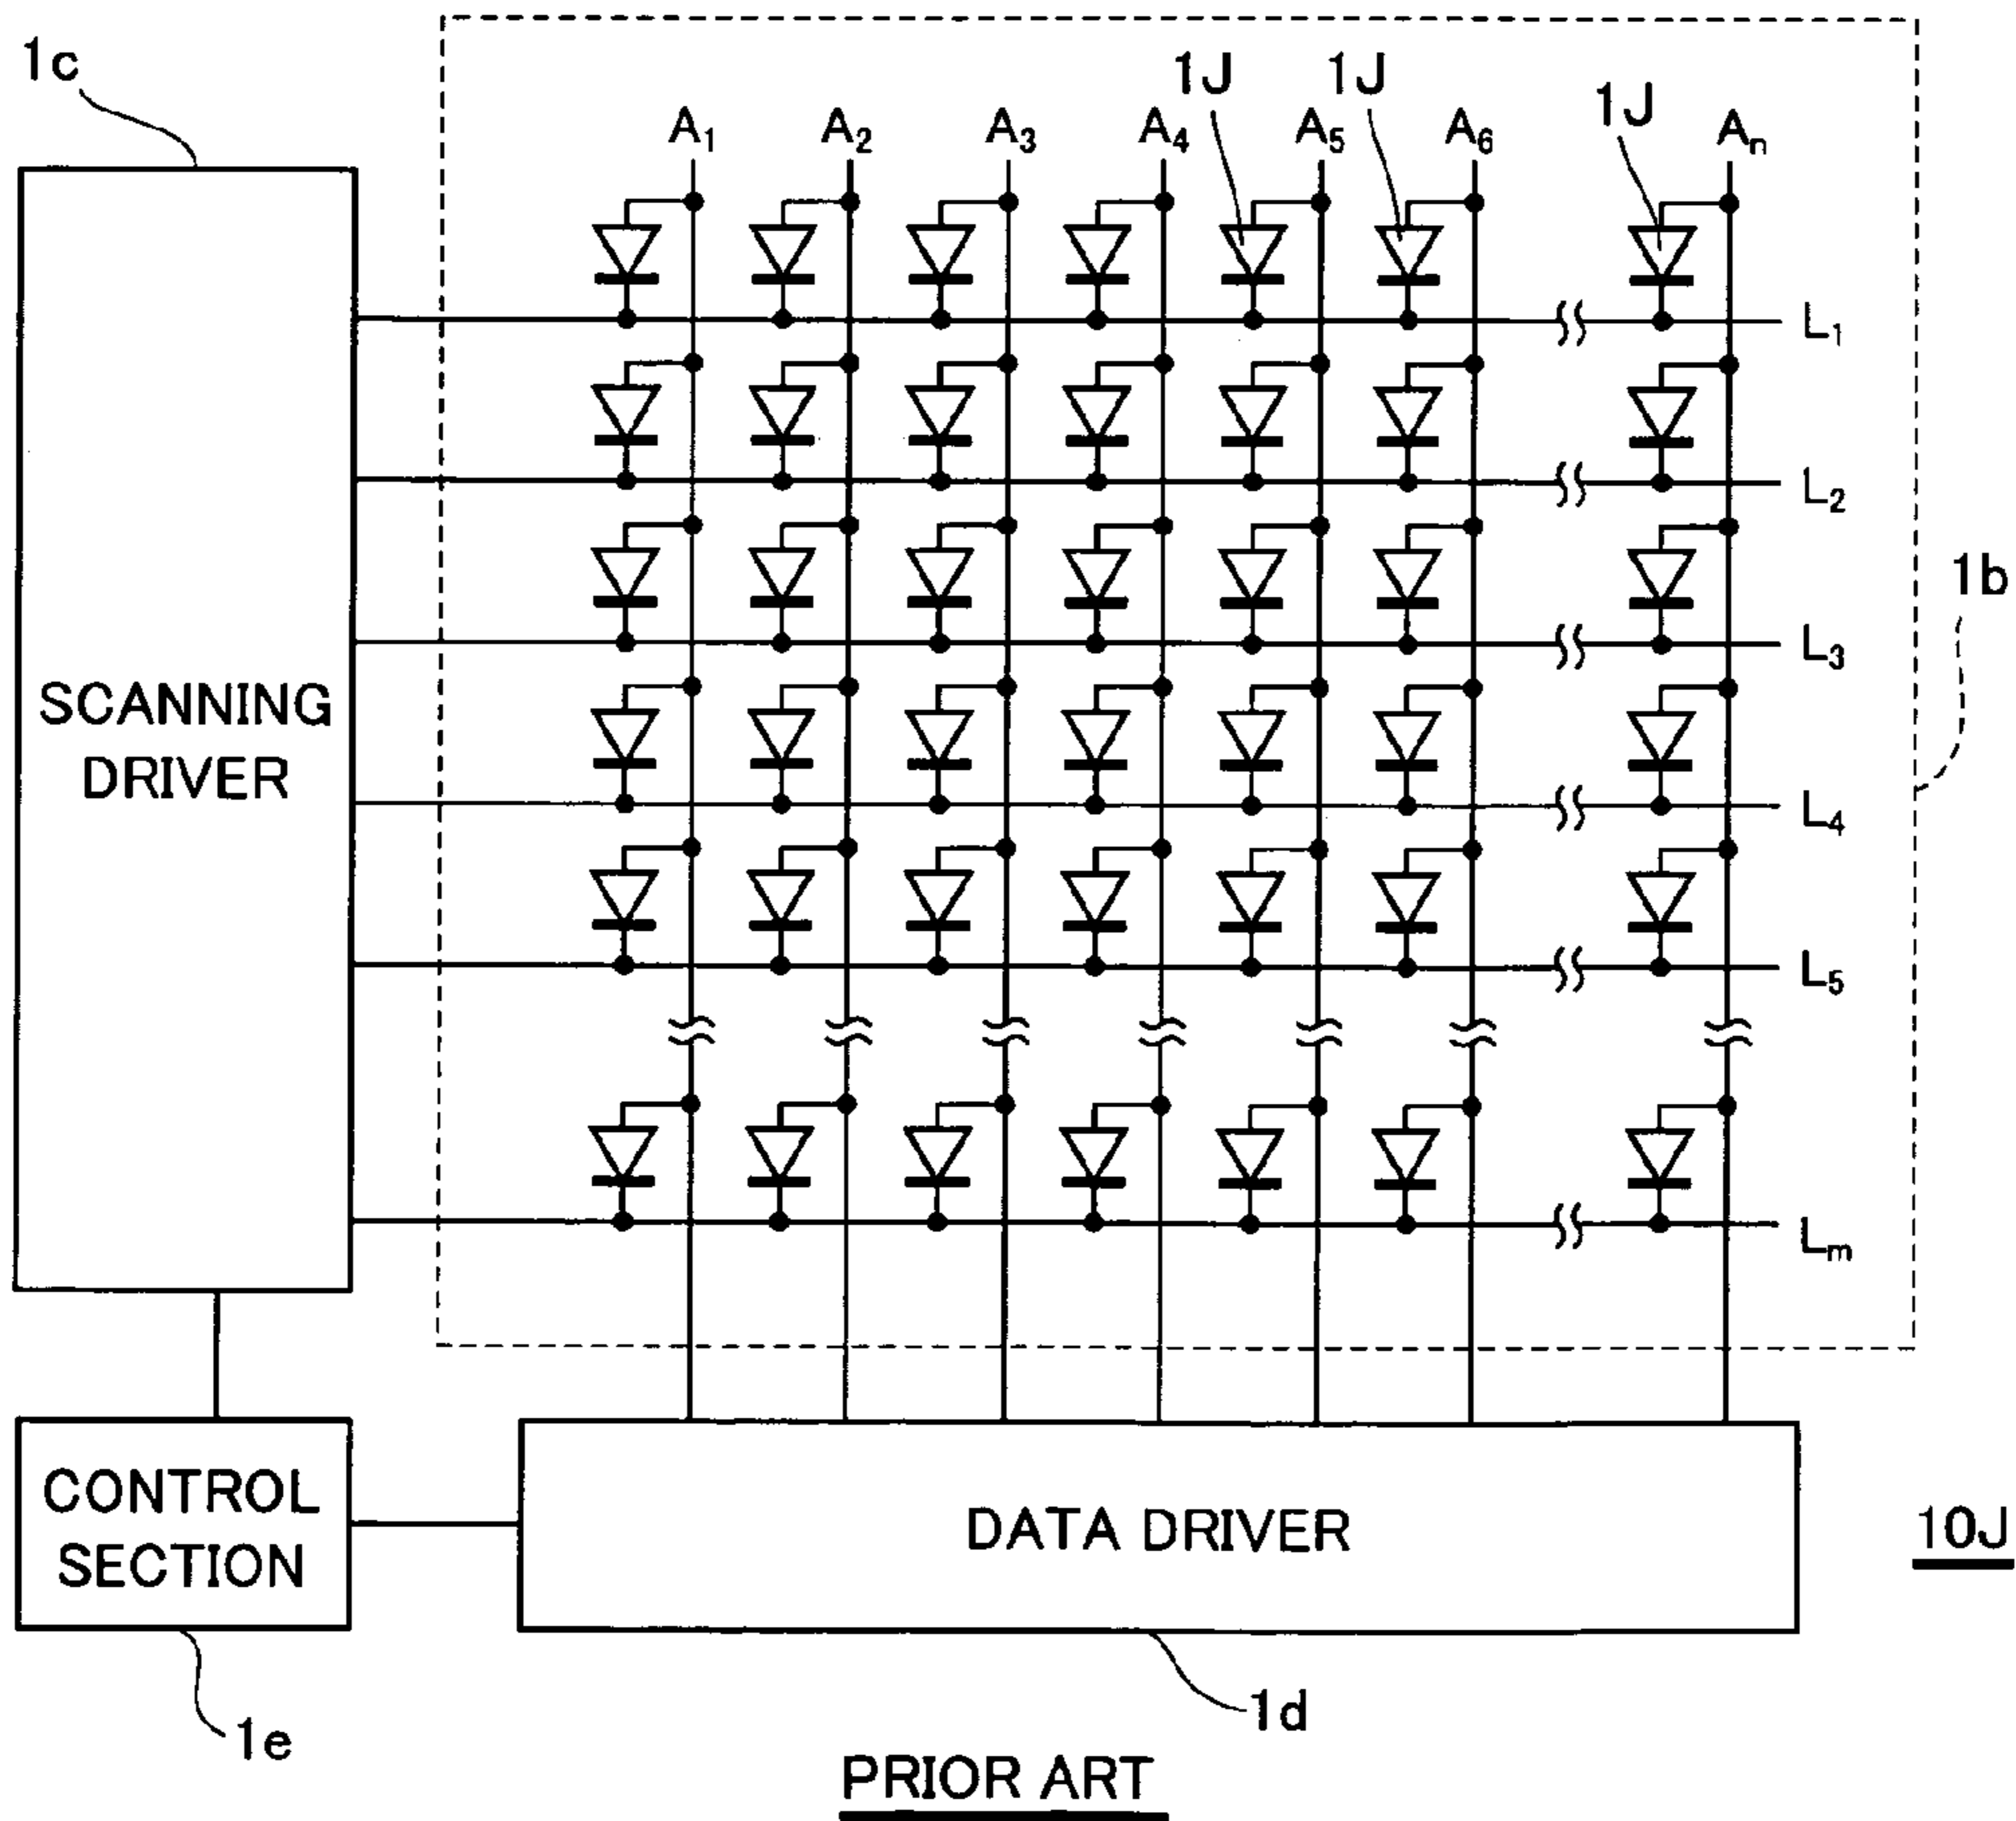 1c
1J
1J
1J
A₁ A₂ A₃ A₄ A₅ A₆ Aₙ
L₁
L₂
1b
L₃
SCANNING
DRIVER
L₄
L₅
Lₘ
CONTROL
SECTION
DATA DRIVER
10J
1e
1d
PRIOR ART